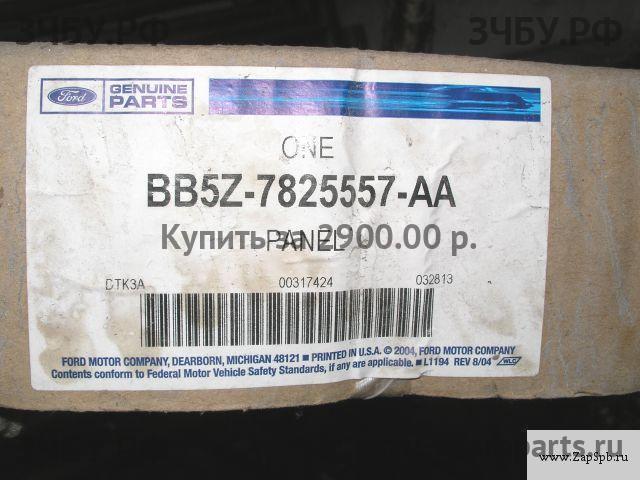 ЗЧБУ.РФ
ЗЧБУ.РФ
Ford
GENUINE
PARTS
ONE
BB5Z-7825557-AA
PANEL
Купить за 2900.00 р.
DTK3A 00317424 032813
FORD MOTOR COMPANY, DEARBORN, MICHIGAN 48121 ■ PRINTED IN U.S.A. © 2004, FORD MOTOR COMPANY
Contents conform to Federal Motor Vehicle Safety Standards, if any are applicable. ■ L1194 REV 8/04 WLC
parts.ru
www.ZapSpb.ru